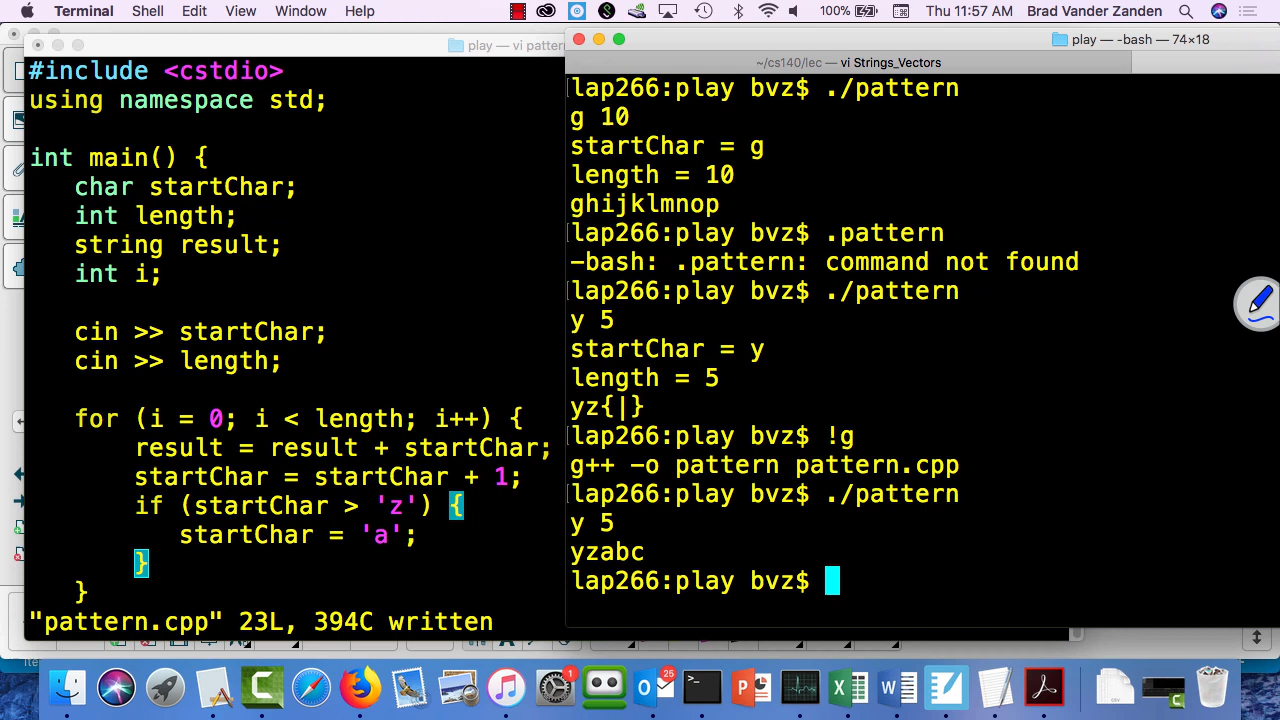 Terminal Shell Edit View Window Help 100% Thu 11:57 AM Brad Vander Zanden
play — vi pattern
#include <cstdio>
using namespace std;
int main() {
char startChar;
int length;
string result;
int i;
cin >> startChar;
cin >> length;
for (i = 0; i < length; i++) {
result = result + startChar;
startChar = startChar + 1;
if (startChar > 'z') {
startChar = 'a';
}
}
"pattern.cpp" 23L, 394C written
play — -bash — 74×18
~/cs140/lec — vi Strings_Vectors
lap266:play bvz$ ./pattern
g 10
startChar = g
length = 10
ghijklmnop
lap266:play bvz$ .pattern
-bash: .pattern: command not found
lap266:play bvz$ ./pattern
y 5
startChar = y
length = 5
yz{|}
lap266:play bvz$ !g
g++ -o pattern pattern.cpp
lap266:play bvz$ ./pattern
y 5
yzabc
lap266:play bvz$
1
25